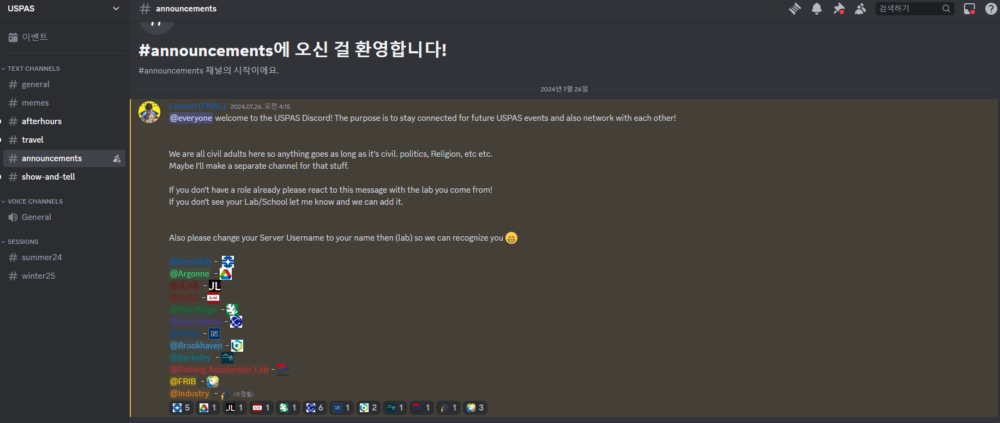 USPAS
announcements
검색하기
이벤트
#announcements에 오신 걸 환영합니다!
#announcements 채널의 시작이에요.
2024년 7월 26일
TEXT CHANNELS
general
memes
afterhours
travel
announcements
show-and-tell
VOICE CHANNELS
General
SESSIONS
summer24
winter25
Lennon (FNAL) 2024.07.26. 오전 4:15
@everyone welcome to the USPAS Discord! The purpose is to stay connected for future USPAS events and also network with each other!
We are all civil adults here so anything goes as long as it's civil. politics, Religion, etc etc.
Maybe I'll make a separate channel for that stuff.
If you don't have a role already please react to this message with the lab you come from!
If you don't see your Lab/School let me know and we can add it.
Also please change your Server Username to your name then (lab) so we can recognize you
@Fermilab -
@Argonne -
@JLAB - JL
@SLAC - SLAC
@Oak Ridge -
@Los Alamos -
- N
@Brookhaven -
@Berkeley -
@Pohang Accelerator Lab - PAL
@FRIB -
@Industry - (수정됨)
5 1 JL 1 SLAC 1 1 6 N 1 2 1 PAL 1 1 3